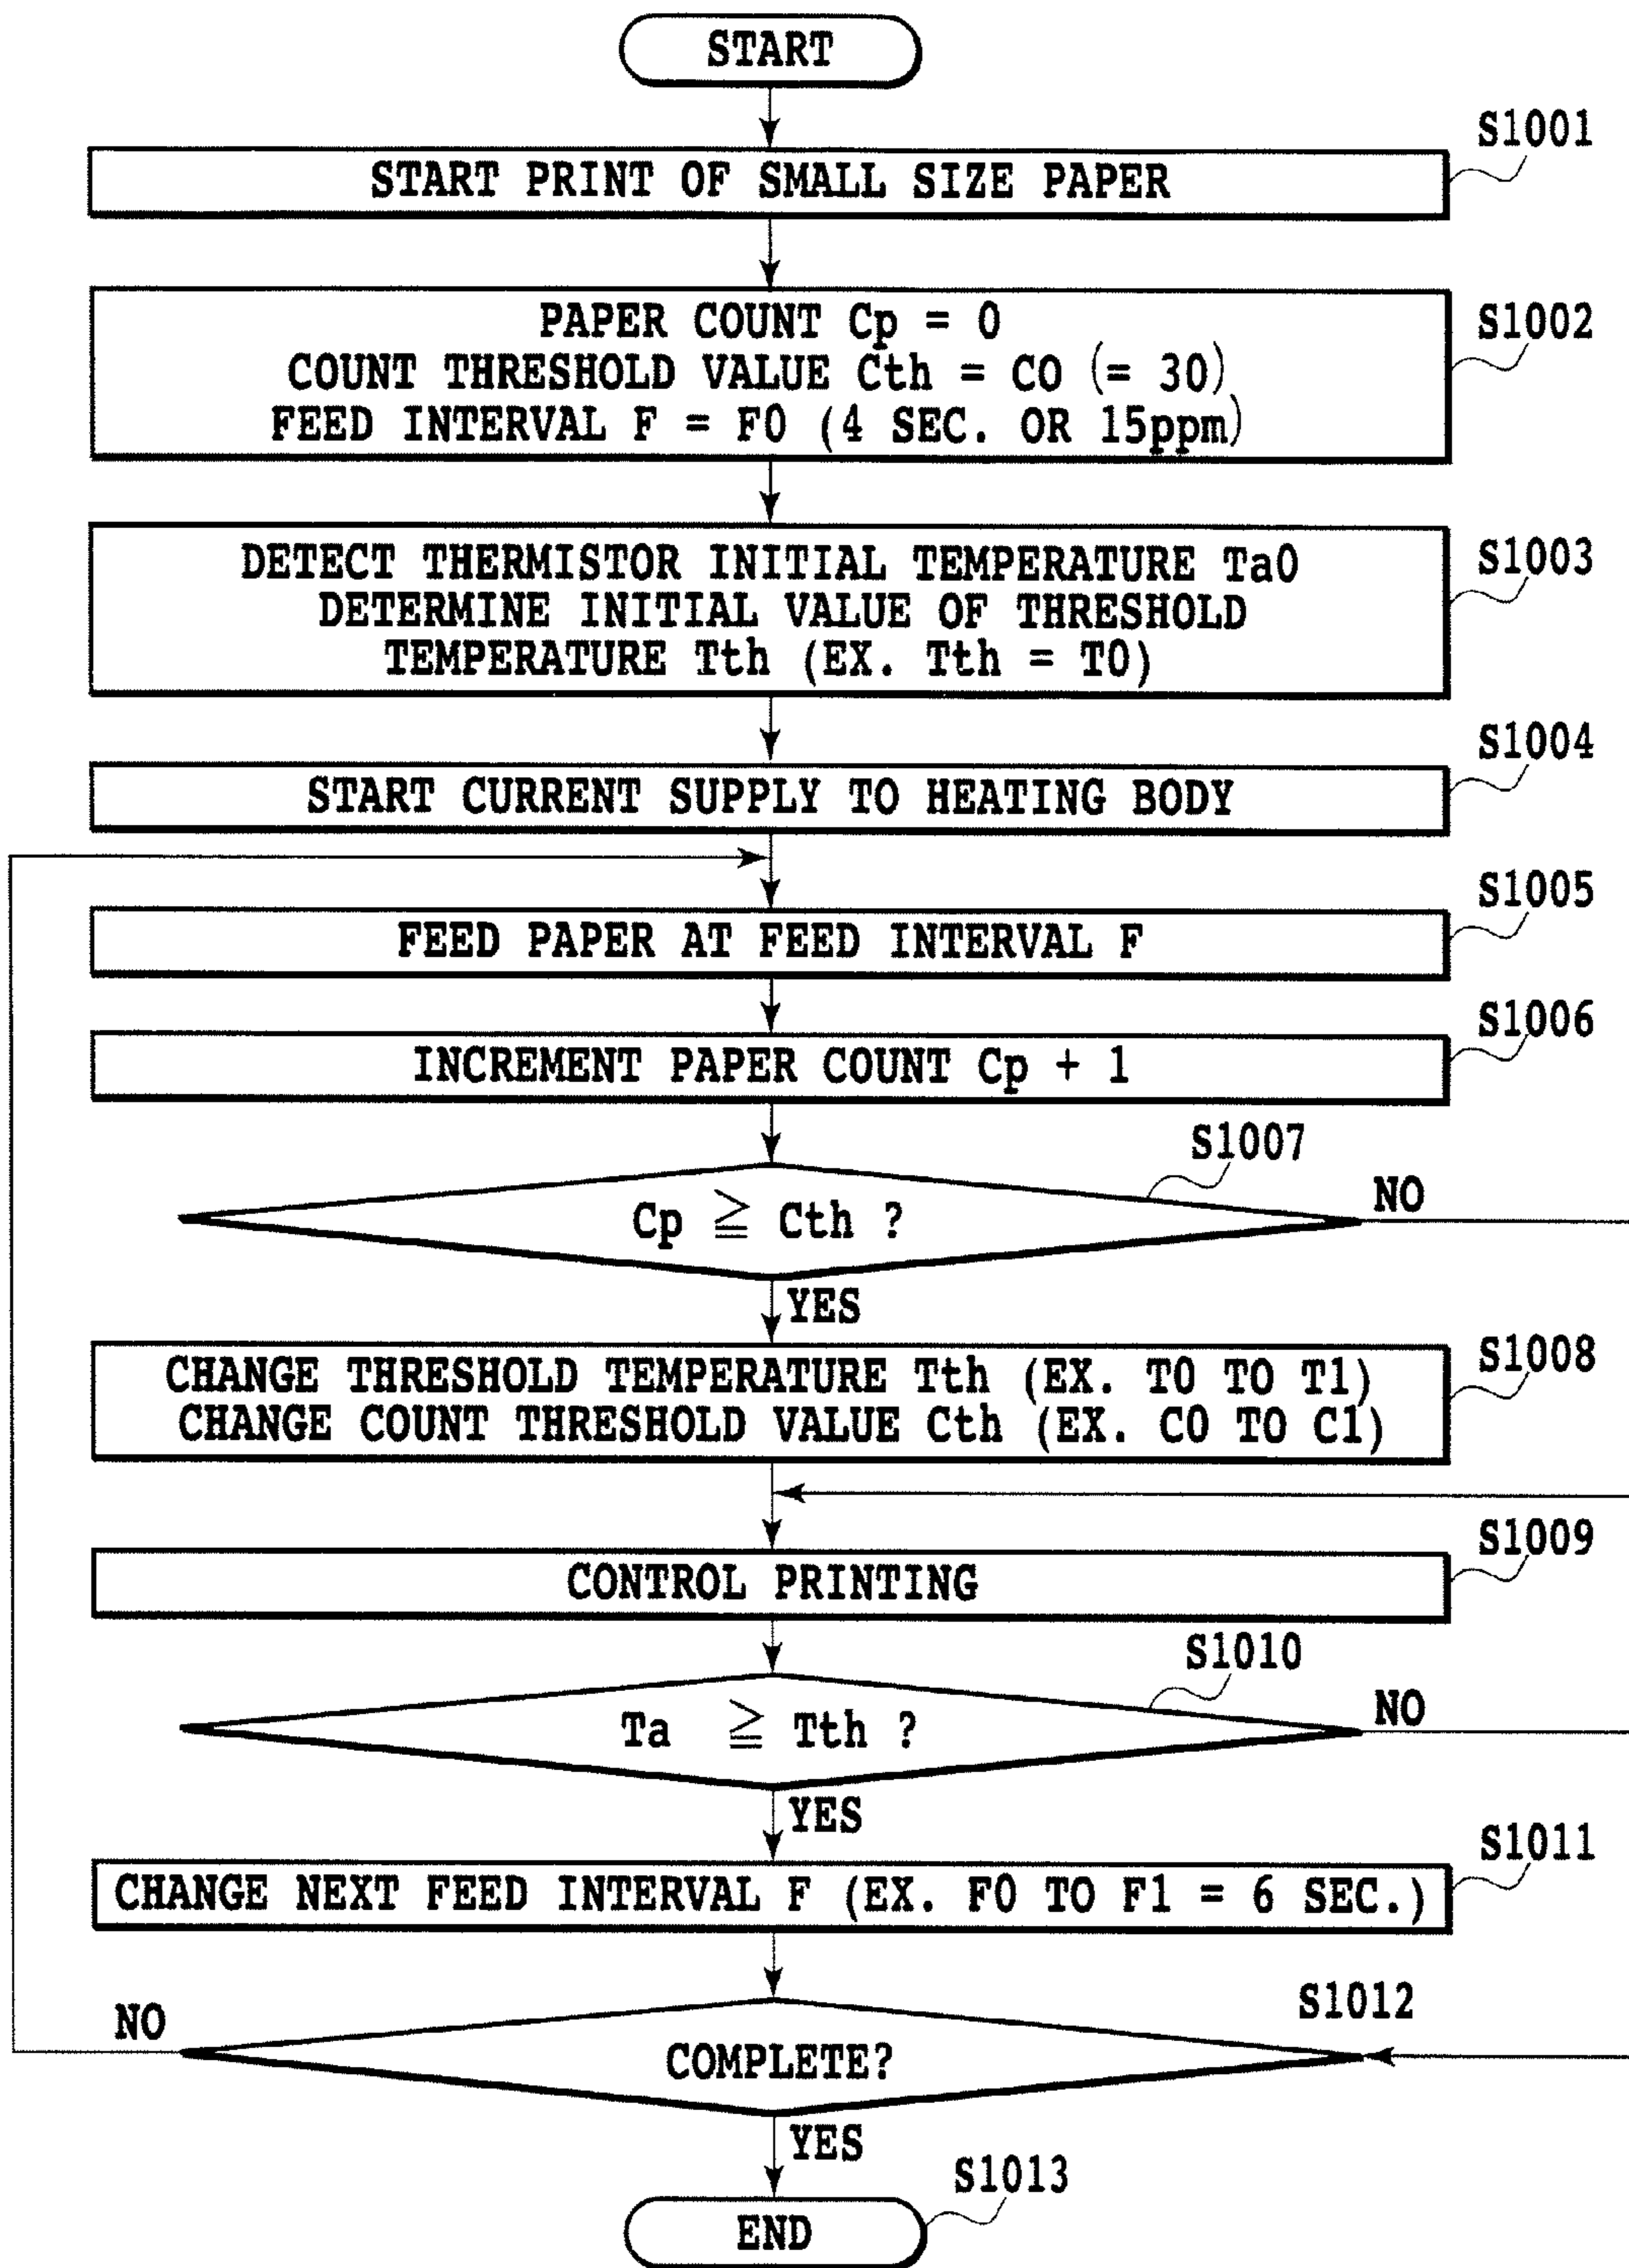 START
S1001
START PRINT OF SMALL SIZE PAPER
S1002
PAPER COUNT Cp = 0
COUNT THRESHOLD VALUE Cth = C0 (= 30)
FEED INTERVAL F = F0 (4 SEC. OR 15ppm)
S1003
DETECT THERMISTOR INITIAL TEMPERATURE Ta0
DETERMINE INITIAL VALUE OF THRESHOLD
TEMPERATURE Tth (EX. Tth = T0)
S1004
START CURRENT SUPPLY TO HEATING BODY
S1005
FEED PAPER AT FEED INTERVAL F
S1006
INCREMENT PAPER COUNT Cp + 1
S1007
Cp ≧ Cth ?
NO
YES
S1008
CHANGE THRESHOLD TEMPERATURE Tth (EX. T0 TO T1)
CHANGE COUNT THRESHOLD VALUE Cth (EX. C0 TO C1)
S1009
CONTROL PRINTING
S1010
Ta ≧ Tth ?
NO
YES
S1011
CHANGE NEXT FEED INTERVAL F (EX. F0 TO F1 = 6 SEC.)
S1012
NO
COMPLETE?
YES
S1013
END